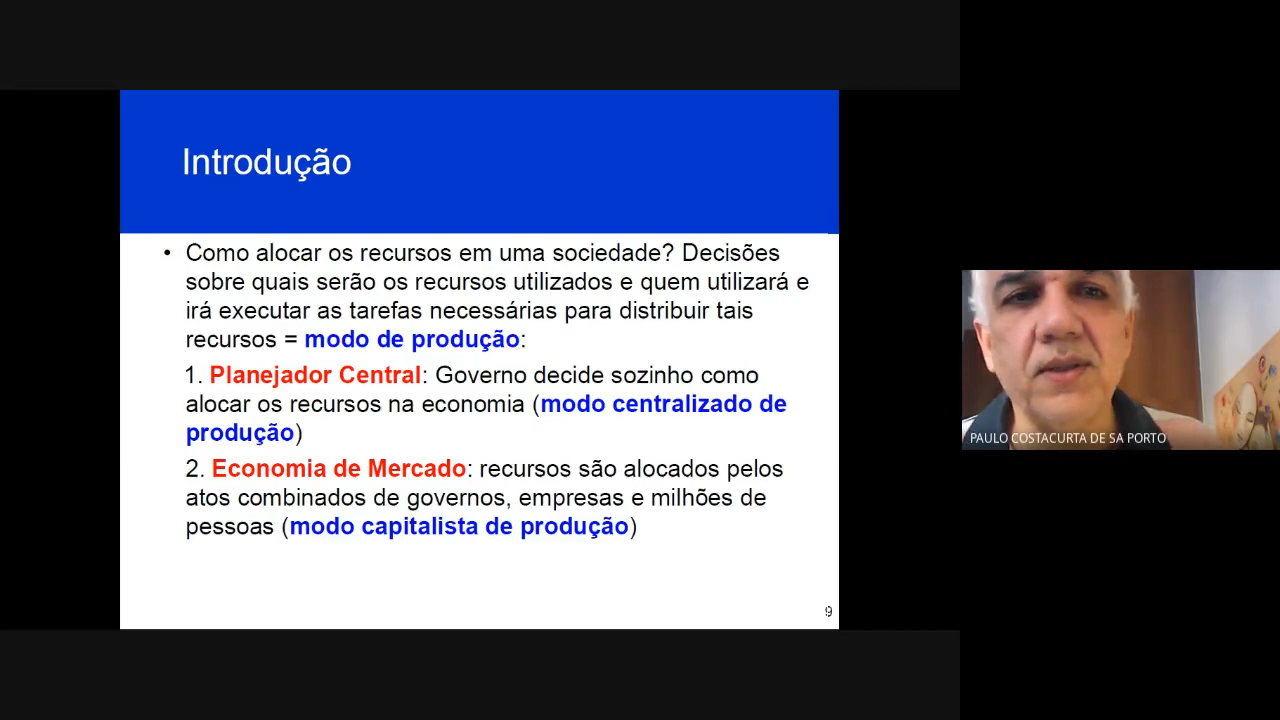 Introdução
• Como alocar os recursos em uma sociedade? Decisões
sobre quais serão os recursos utilizados e quem utilizará e
irá executar as tarefas necessárias para distribuir tais
recursos = modo de produção:
1. Planejador Central: Governo decide sozinho como
alocar os recursos na economia (modo centralizado de
produção)
2. Economia de Mercado: recursos são alocados pelos
atos combinados de governos, empresas e milhões de
pessoas (modo capitalista de produção)
9
PAULO COSTACURTA DE SA PORTO